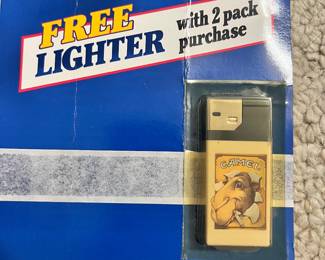 FREE
LIGHTER
with 2 pack
purchase
CAMEL